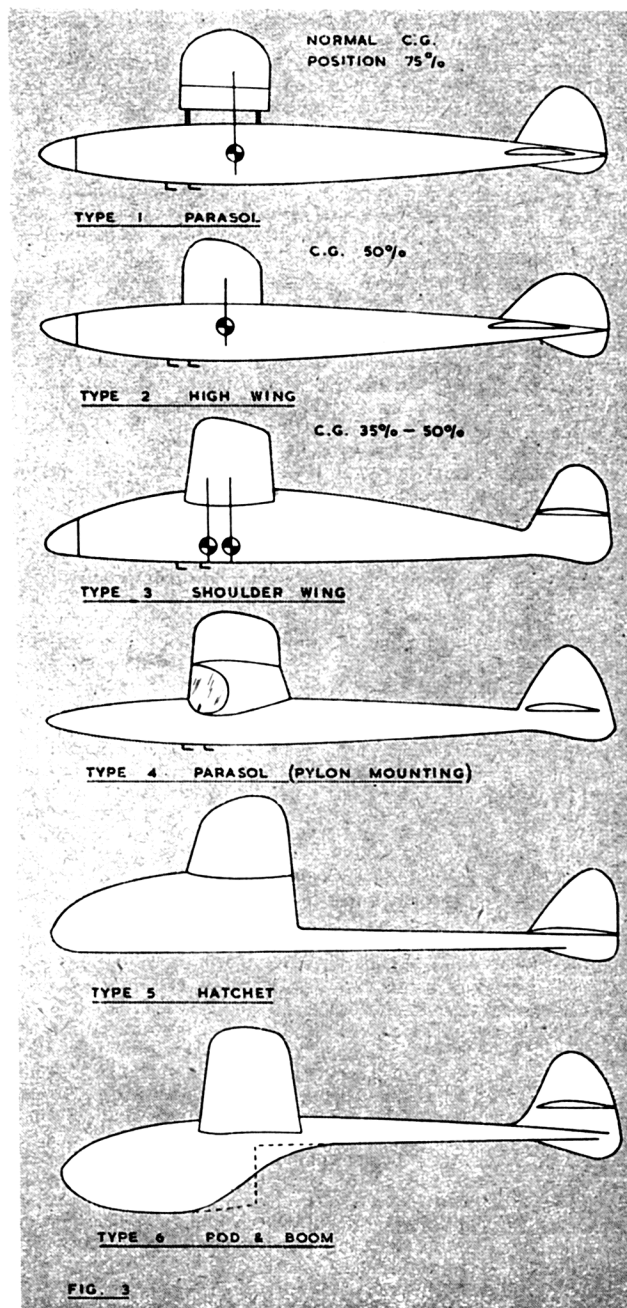 NORMAL C.G.
POSITION 75%
TYPE 1 PARASOL
C.G. 50%
TYPE 2 HIGH WING
C.G. 35% – 50%
TYPE 3 SHOULDER WING
TYPE 4 PARASOL (PYLON MOUNTING)
TYPE 5 HATCHET
TYPE 6 POD & BOOM
FIG. 3